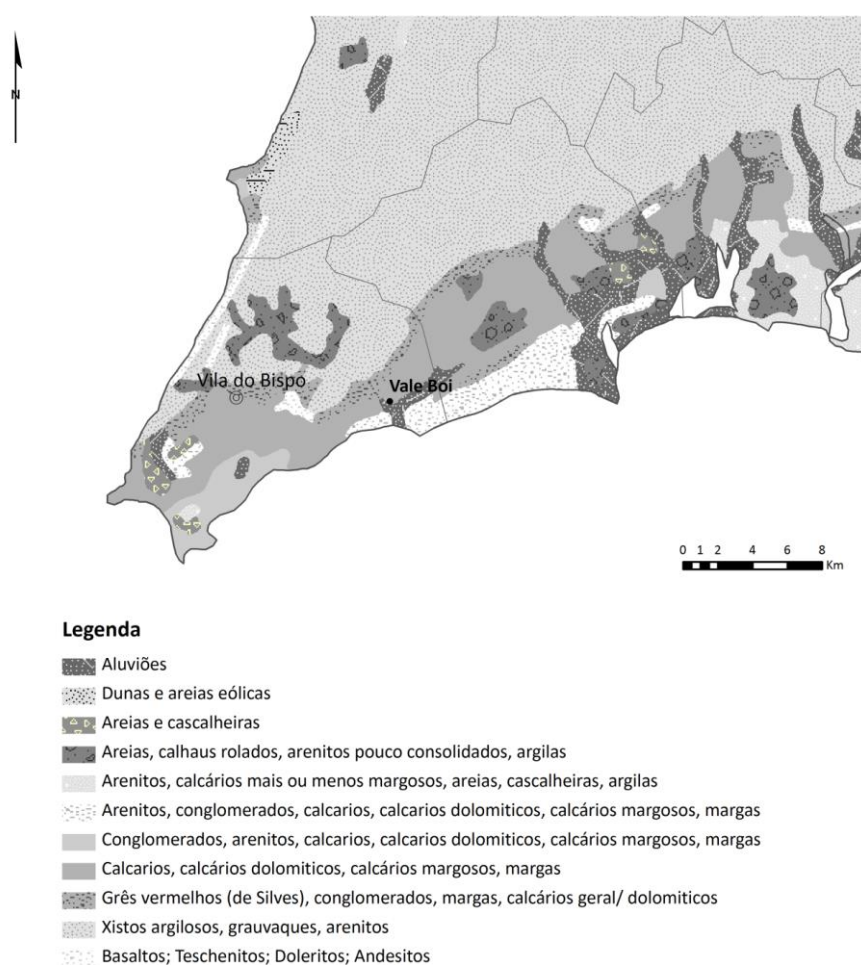 N
Vila do Bispo
Vale Boi
0 1 2 4 6 8
Km
Legenda
Aluviões
Dunas e areias eólicas
Areias e cascalheiras
Areias, calhaus rolados, arenitos pouco consolidados, argilas
Arenitos, calcários mais ou menos margosos, areias, cascalheiras, argilas
Arenitos, conglomerados, calcarios, calcarios dolomiticos, calcários margosos, margas
Conglomerados, arenitos, calcarios, calcarios dolomiticos, calcários margosos, margas
Calcarios, calcários dolomiticos, calcários margosos, margas
Grês vermelhos (de Silves), conglomerados, margas, calcários geral/ dolomiticos
Xistos argilosos, grauvaques, arenitos
Basaltos; Teschenitos; Doleritos; Andesitos